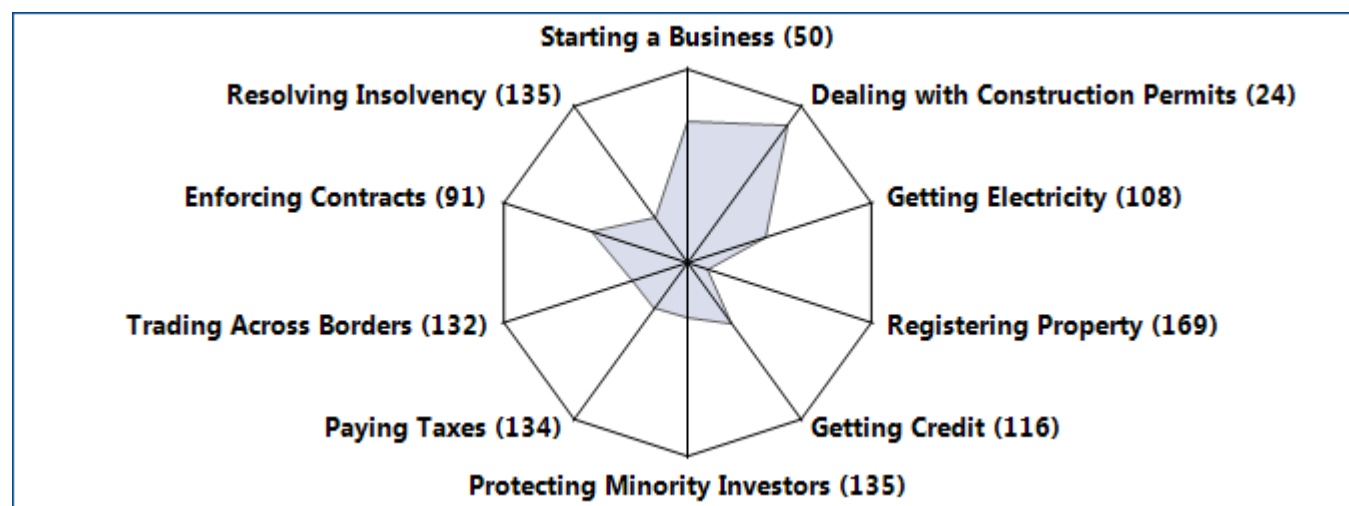 Starting a Business (50)
Resolving Insolvency (135)
Dealing with Construction Permits (24)
Enforcing Contracts (91)
Getting Electricity (108)
Trading Across Borders (132)
Registering Property (169)
Paying Taxes (134)
Getting Credit (116)
Protecting Minority Investors (135)